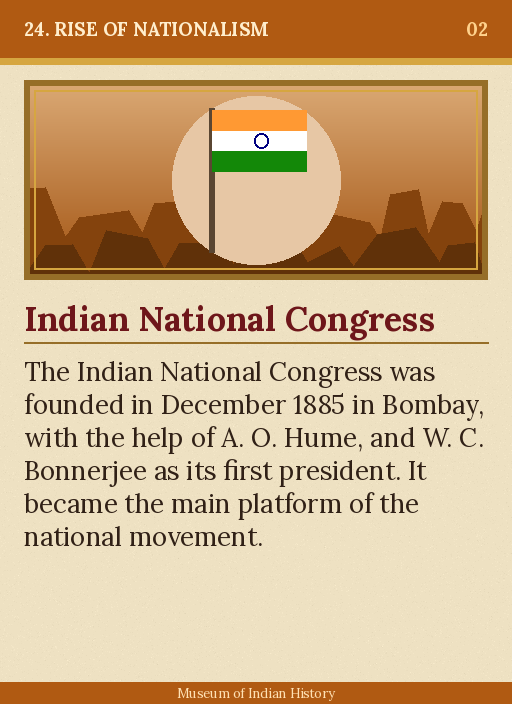 24. RISE OF NATIONALISM 02
Indian National Congress
The Indian National Congress was
founded in December 1885 in Bombay,
with the help of A. O. Hume, and W. C.
Bonnerjee as its first president. It
became the main platform of the
national movement.
Museum of Indian History